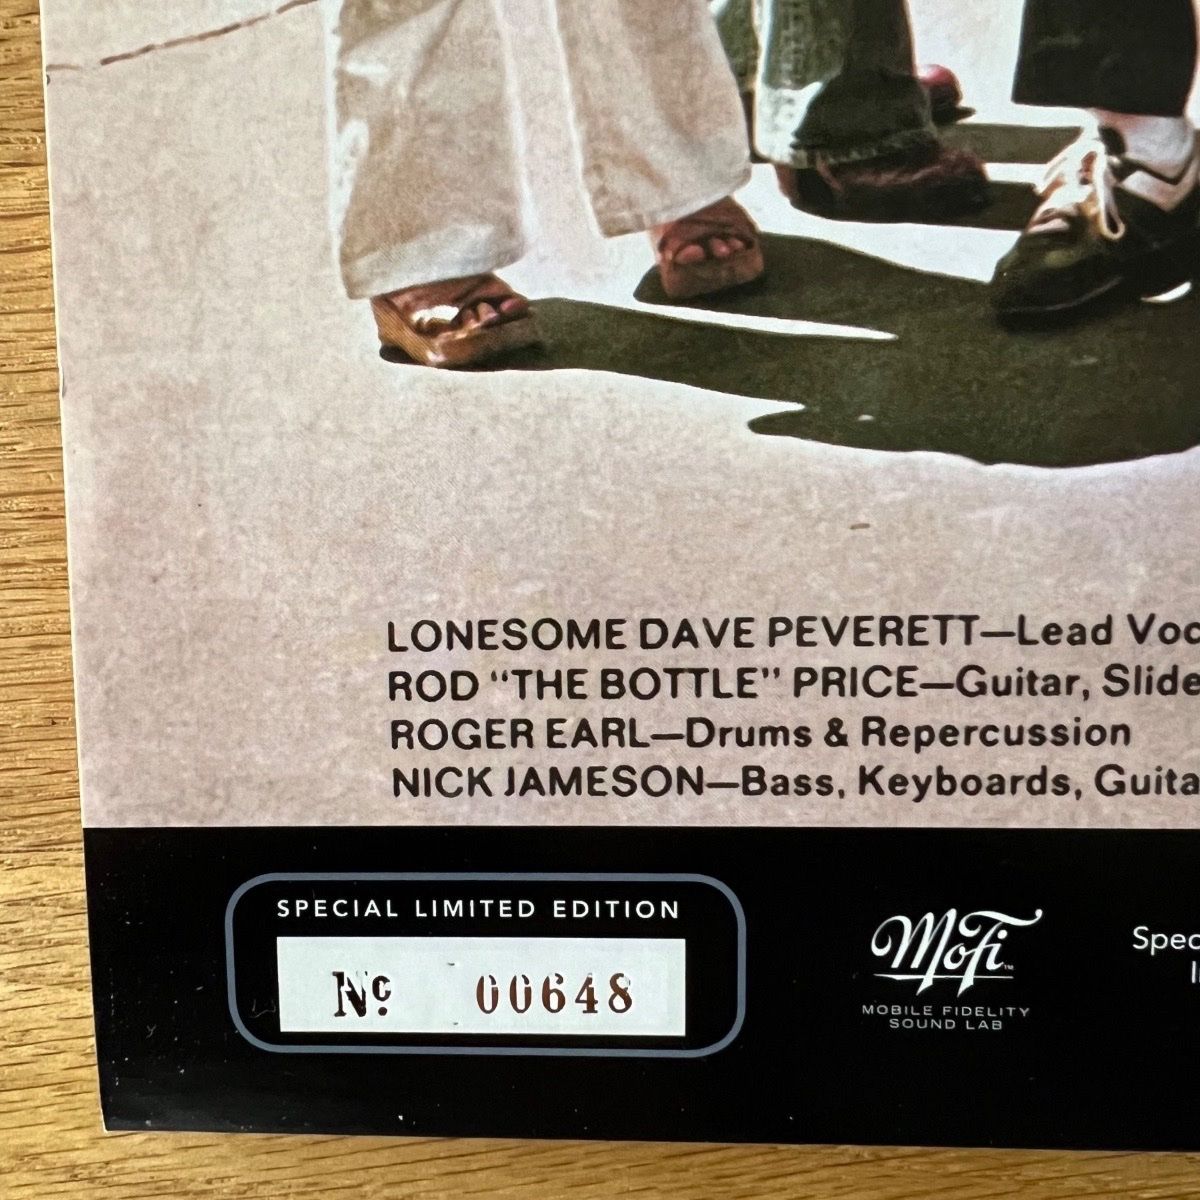 LONESOME DAVE PEVERETT—Lead Voc
ROD "THE BOTTLE" PRICE—Guitar, Slide
ROGER EARL—Drums & Repercussion
NICK JAMESON—Bass, Keyboards, Guita
SPECIAL LIMITED EDITION
No. 00648
MoFi™
MOBILE FIDELITY
SOUND LAB
Spec